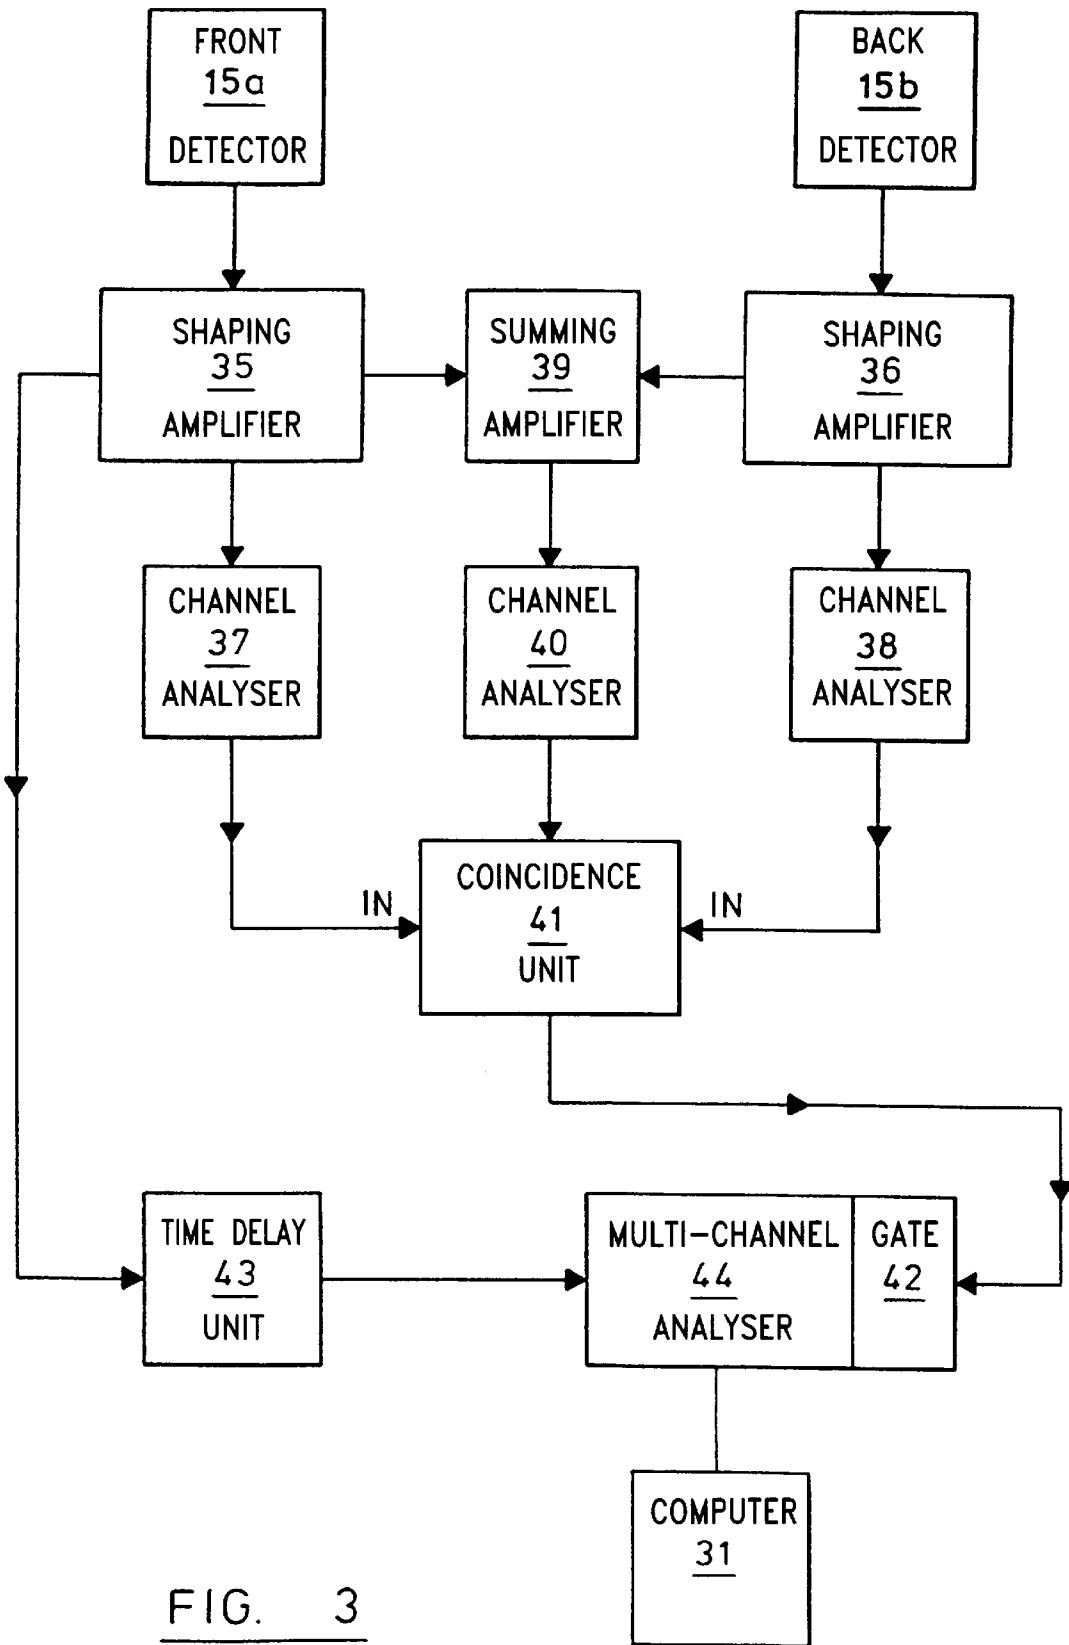 FRONT
15a
DETECTOR
BACK
15b
DETECTOR
SHAPING
35
AMPLIFIER
SUMMING
39
AMPLIFIER
SHAPING
36
AMPLIFIER
CHANNEL
37
ANALYSER
CHANNEL
40
ANALYSER
CHANNEL
38
ANALYSER
IN
COINCIDENCE
41
UNIT
IN
TIME DELAY
43
UNIT
MULTI-CHANNEL
44
ANALYSER
GATE
42
COMPUTER
31
FIG. 3